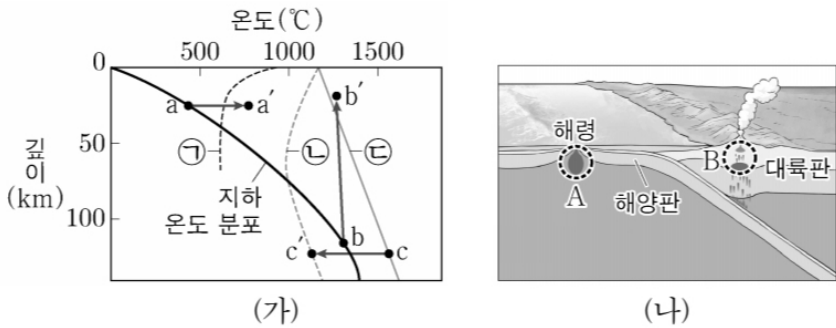 온도(℃)
500 1000 1500
0
50
100
깊이
(km)
a a′
b′
b
c′ c
㉠ ㉡ ㉢
지하
온도 분포
(가)
해령
A
B
대륙판
해양판
(나)